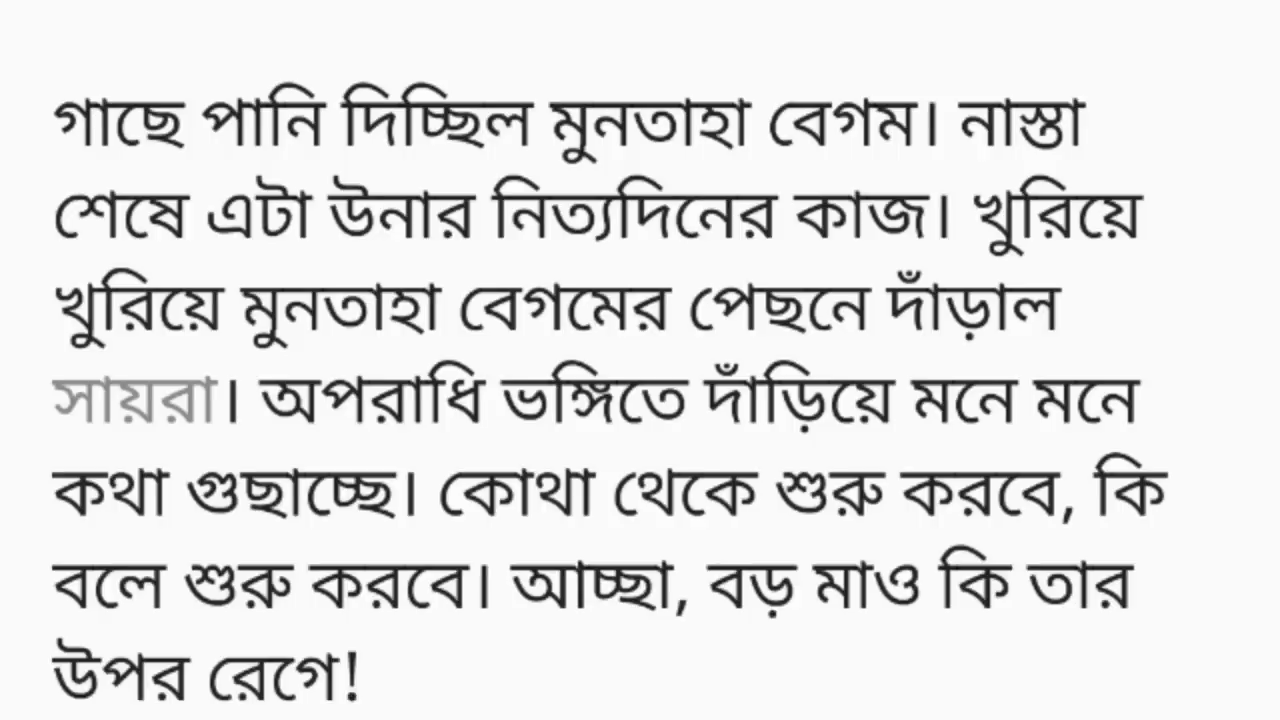 গাছে পানি দিচ্ছিল মুনতাহা বেগম। নাস্তা
শেষে এটা উনার নিত্যদিনের কাজ। খুরিয়ে
খুরিয়ে মুনতাহা বেগমের পেছনে দাঁড়াল
সায়রা। অপরাধি ভঙ্গিতে দাঁড়িয়ে মনে মনে
কথা গুছাচ্ছে। কোথা থেকে শুরু করবে, কি
বলে শুরু করবে। আচ্ছা, বড় মাও কি তার
উপর রেগে!